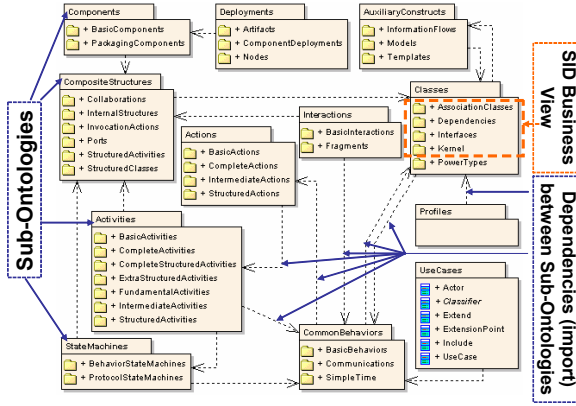 Components
+ BasicComponents
+ PackagingComponents
Deployments
+ Artifacts
+ ComponentDeployments
+ Nodes
AuxiliaryConstructs
+ InformationFlows
+ Models
+ Templates
CompositeStructures
+ Collaborations
+ InternalStructures
+ InvocationActions
+ Ports
+ StructuredActivities
+ StructuredClasses
Classes
+ AssociationClasses
+ Dependencies
+ Interfaces
+ Kernel
+ PowerTypes
SID Business
View
Interactions
+ BasicInteractions
+ Fragments
Actions
+ BasicActions
+ CompleteActions
+ IntermediateActions
+ StructuredActions
Sub-Ontologies
Activities
+ BasicActivities
+ CompleteActivities
+ CompleteStructuredActivities
+ ExtraStructuredActivities
+ FundamentalActivities
+ IntermediateActivities
+ StructuredActivities
Profiles
Dependencies (import)
between Sub-Ontologies
UseCases
+ Actor
+ Classifier
+ Extend
+ ExtensionPoint
+ Include
+ UseCase
StateMachines
+ BehaviorStateMachines
+ ProtocolStateMachines
CommonBehaviors
+ BasicBehaviors
+ Communications
+ SimpleTime